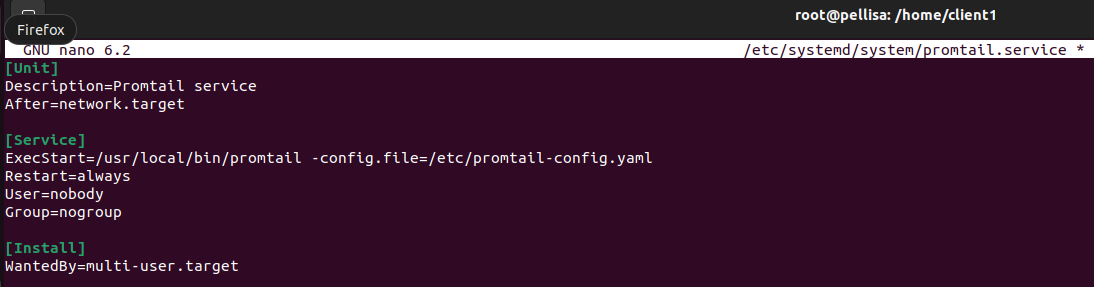 root@pellisa: /home/client1
Firefox
GNU nano 6.2 /etc/systemd/system/promtail.service *
[Unit]
Description=Promtail service
After=network.target
[Service]
ExecStart=/usr/local/bin/promtail -config.file=/etc/promtail-config.yaml
Restart=always
User=nobody
Group=nogroup
[Install]
WantedBy=multi-user.target